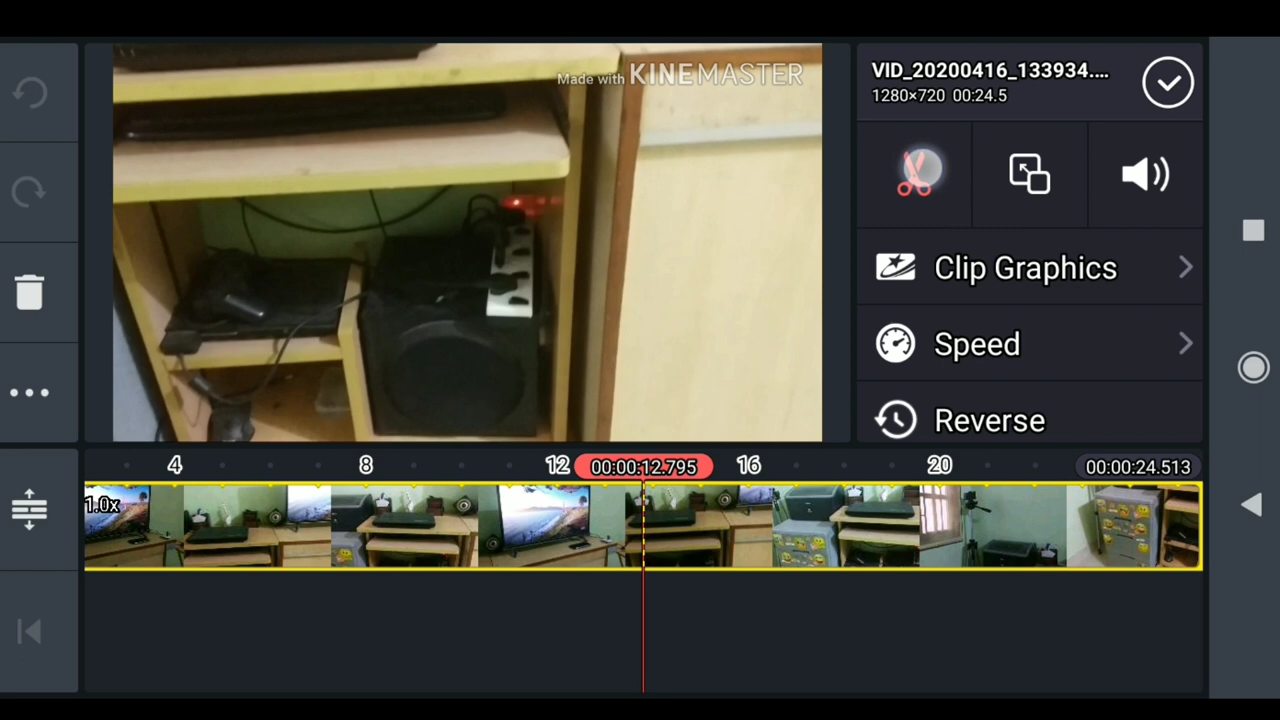 Made with KINEMASTER
VID_20200416_133934....
1280×720 00:24.5
Clip Graphics
Speed
Reverse
4 8 12 00:00:12.795 16 20 00:00:24.513
1.0x